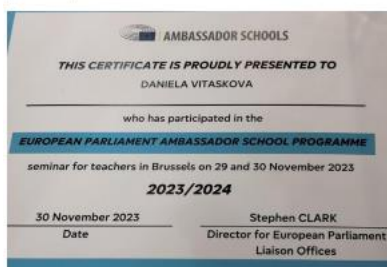 AMBASSADOR SCHOOLS
THIS CERTIFICATE IS PROUDLY PRESENTED TO
DANIELA VITASKOVA
who has participated in the
EUROPEAN PARLIAMENT AMBASSADOR SCHOOL PROGRAMME
seminar for teachers in Brussels on 29 and 30 November 2023
2023/2024
30 November 2023
Date
Stephen CLARK
Director for European Parliament
Liaison Offices